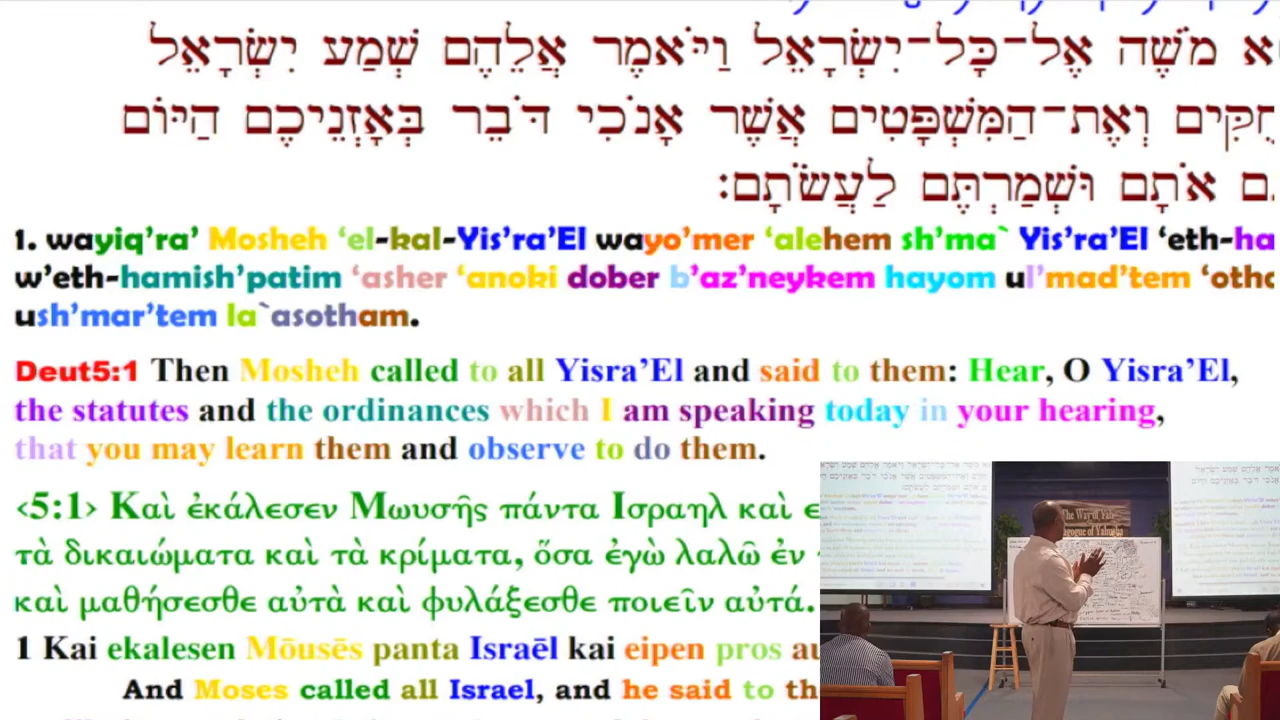 מֹשֶׁה אֶל־כָּל־יִשְׂרָאֵל וַיֹּאמֶר אֲלֵהֶם שְׁמַע יִשְׂרָאֵל
וְאֶת־הַמִּשְׁפָּטִים אֲשֶׁר אָנֹכִי דֹּבֵר בְּאָזְנֵיכֶם הַיּוֹם
אֹתָם וּשְׁמַרְתֶּם לַעֲשֹׂתָם׃
1. wayiq’ra’ Mosheh ‘el-kal-Yis’ra’El wayo’mer ‘alehem sh’ma` Yis’ra’El ‘eth-ha
w’eth-hamish’patim ‘asher ‘anoki dober b’az’neykem hayom ul’mad’tem
ush’mar’tem la`asotham.
Deut5:1 Then Mosheh called to all Yisra’El and said to them: Hear, O Yisra’El,
the statutes and the ordinances which I am speaking today in your hearing,
that you may learn them and observe to do them.
‹5:1› Καὶ ἐκάλεσεν Μωυσῆς πάντα Ισραηλ καὶ
τὰ δικαιώματα καὶ τὰ κρίματα, ὅσα ἐγὼ λαλῶ ἐν
καὶ μαθήσεσθε αὐτὰ καὶ φυλάξεσθε ποιεῖν αὐτά.
1 Kai ekalesen Mōusēs panta Israēl kai eipen pros
And Moses called all Israel, and he said to
The Way of